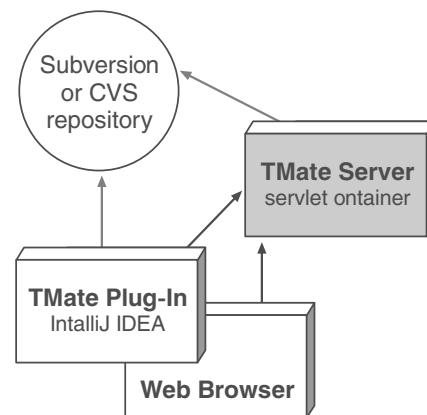 Subversion
or CVS
repository
TMate Server
servlet ontainer
TMate Plug-In
IntalliJ IDEA
Web Browser